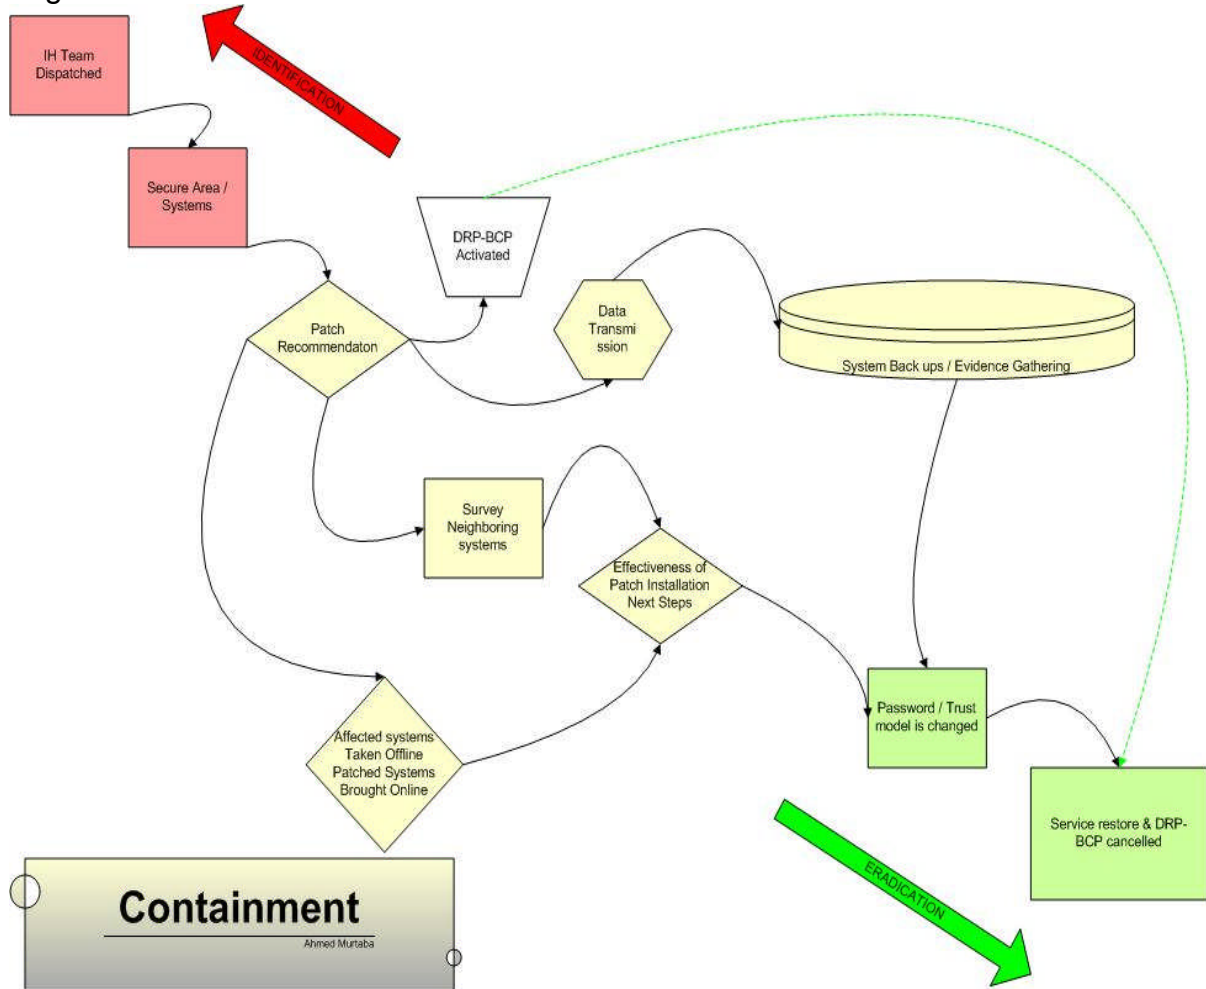 IH Team
Dispatched
IDENTIFICATION
Secure Area /
Systems
DRP-BCP
Activated
Patch
Recommendaton
Data
Transmi
ssion
System Back ups / Evidence Gathering
Survey
Neighboring
systems
Effectiveness of
Patch Installation
Next Steps
Password / Trust
model is changed
Affected systems
Taken Offline
Patched Systems
Brought Online
Service restore & DRP-
BCP cancelled
ERADICATION
Containment
Ahmed Murtaba